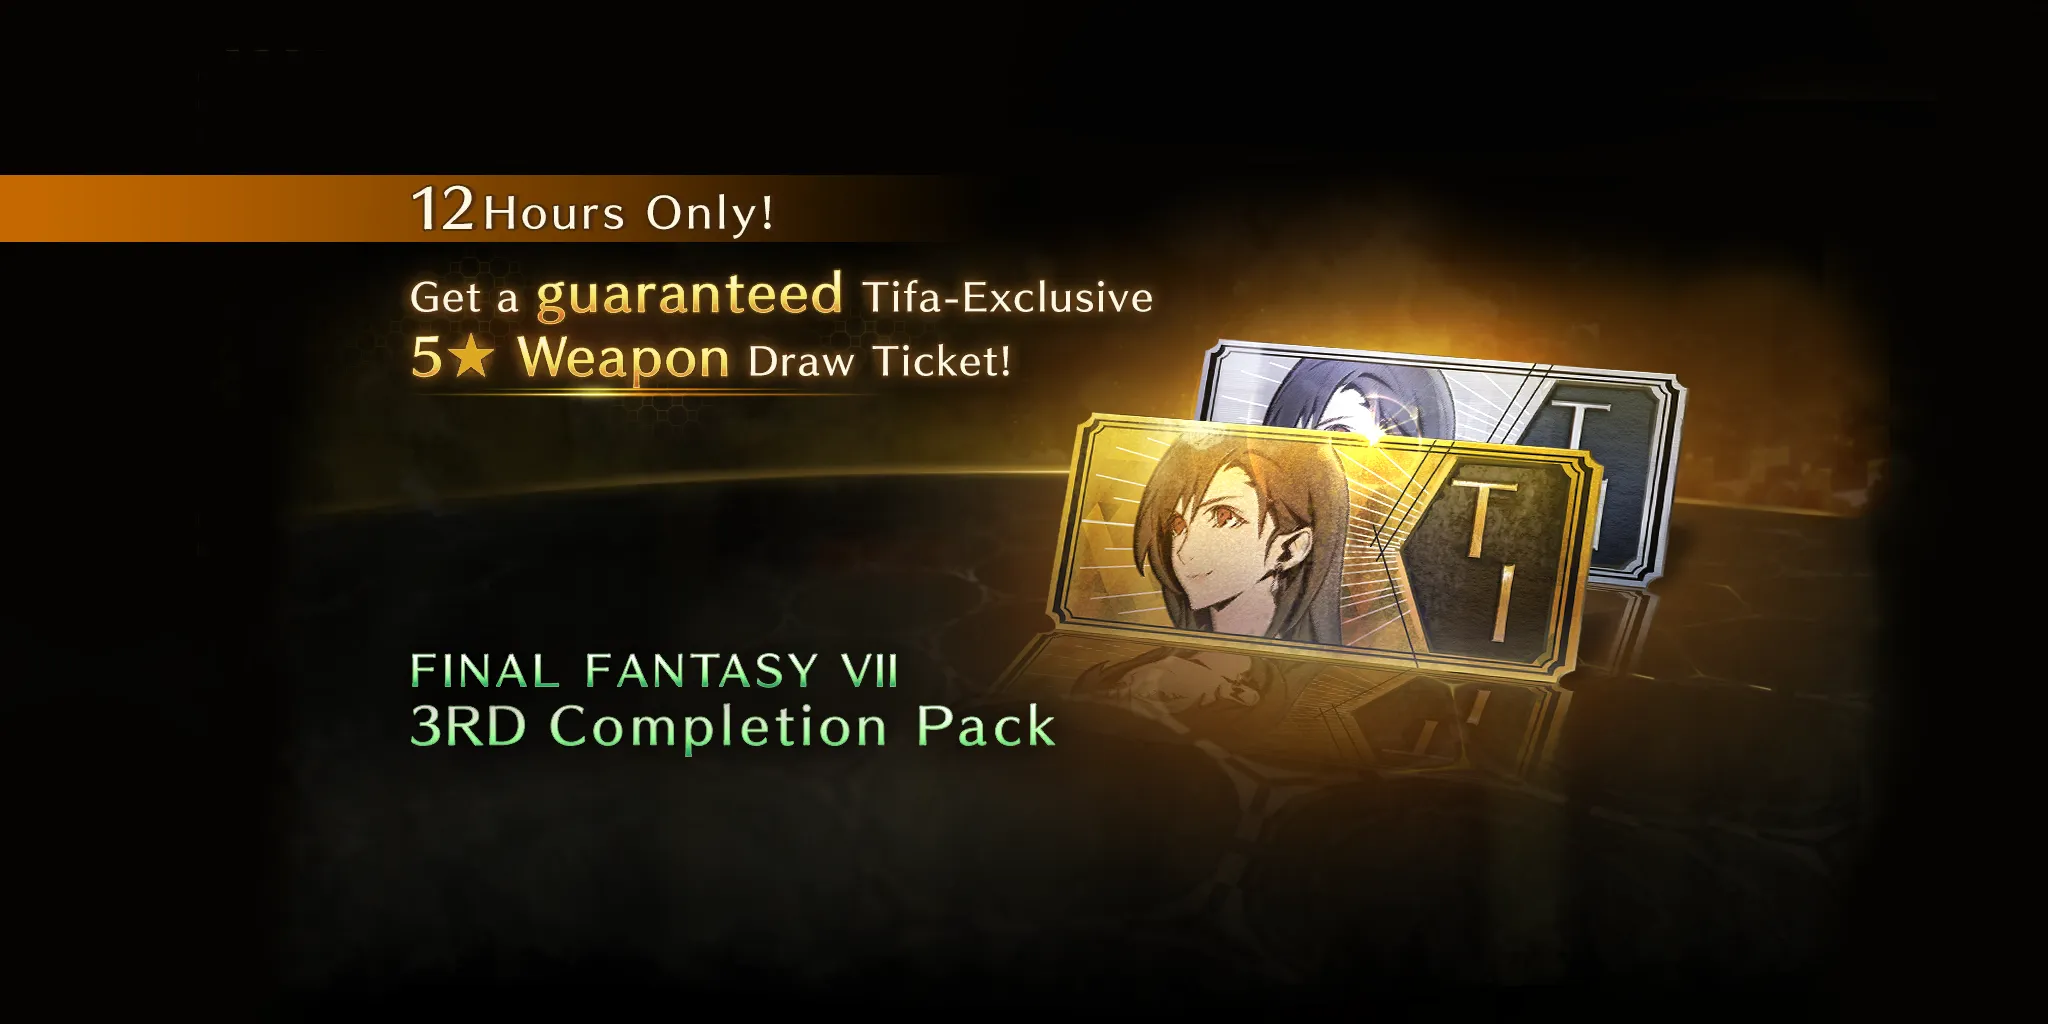 12 Hours Only!
Get a guaranteed Tifa-Exclusive
5★ Weapon Draw Ticket!
T
T
I
FINAL FANTASY VII
3RD Completion Pack